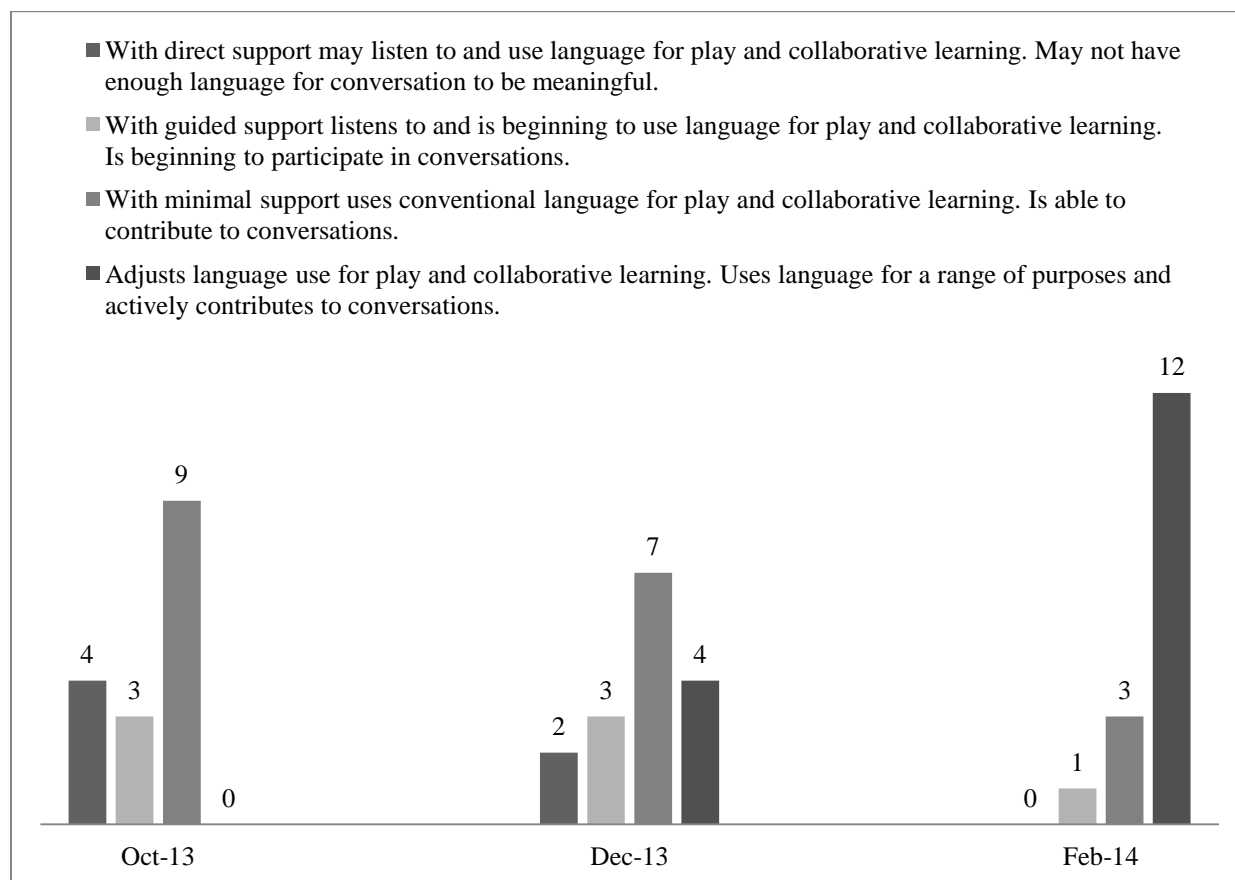 With direct support may listen to and use language for play and collaborative learning. May not have
enough language for conversation to be meaningful.
With guided support listens to and is beginning to use language for play and collaborative learning.
Is beginning to participate in conversations.
With minimal support uses conventional language for play and collaborative learning. Is able to
contribute to conversations.
Adjusts language use for play and collaborative learning. Uses language for a range of purposes and
actively contributes to conversations.
4
3
9
0
2
3
7
4
0
1
3
12
Oct-13
Dec-13
Feb-14